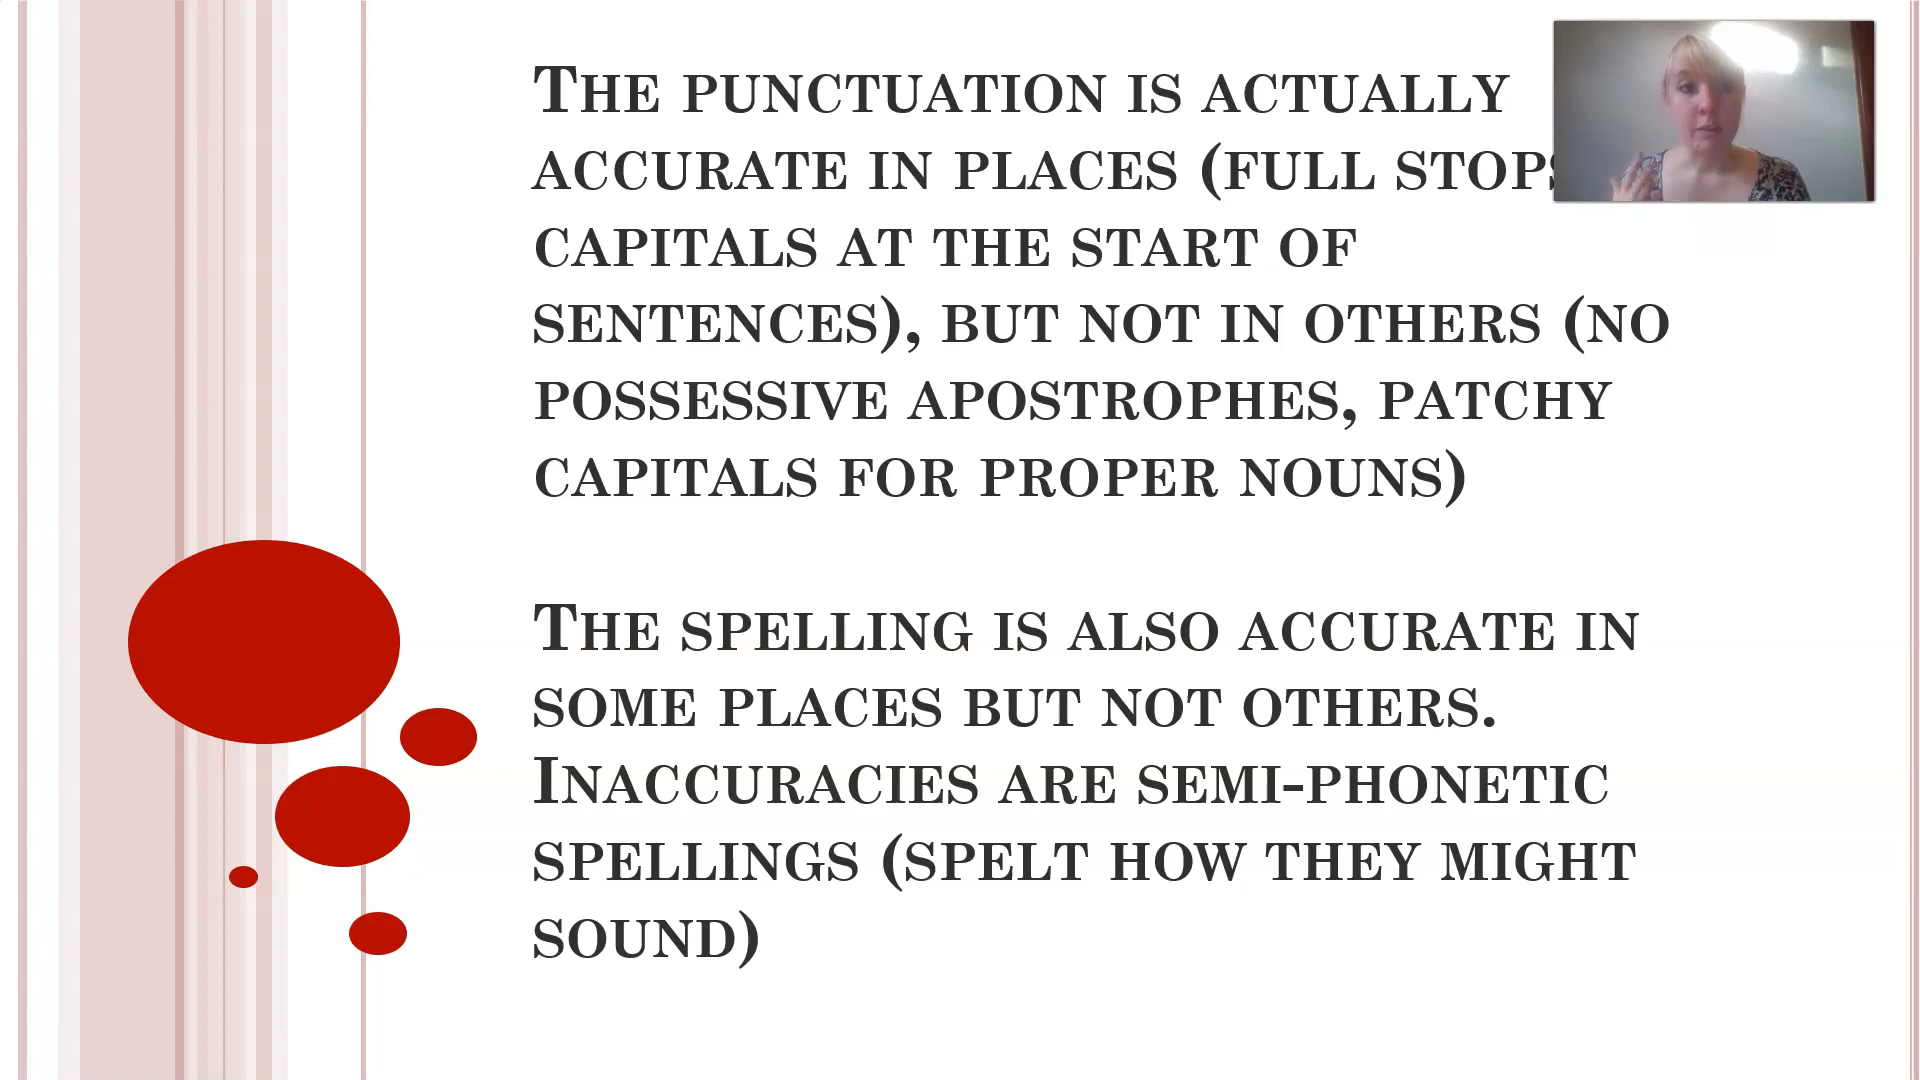 The punctuation is actually
accurate in places (full stops
capitals at the start of
sentences), but not in others (no
possessive apostrophes, patchy
capitals for proper nouns)
The spelling is also accurate in
some places but not others.
Inaccuracies are semi-phonetic
spellings (spelt how they might
sound)